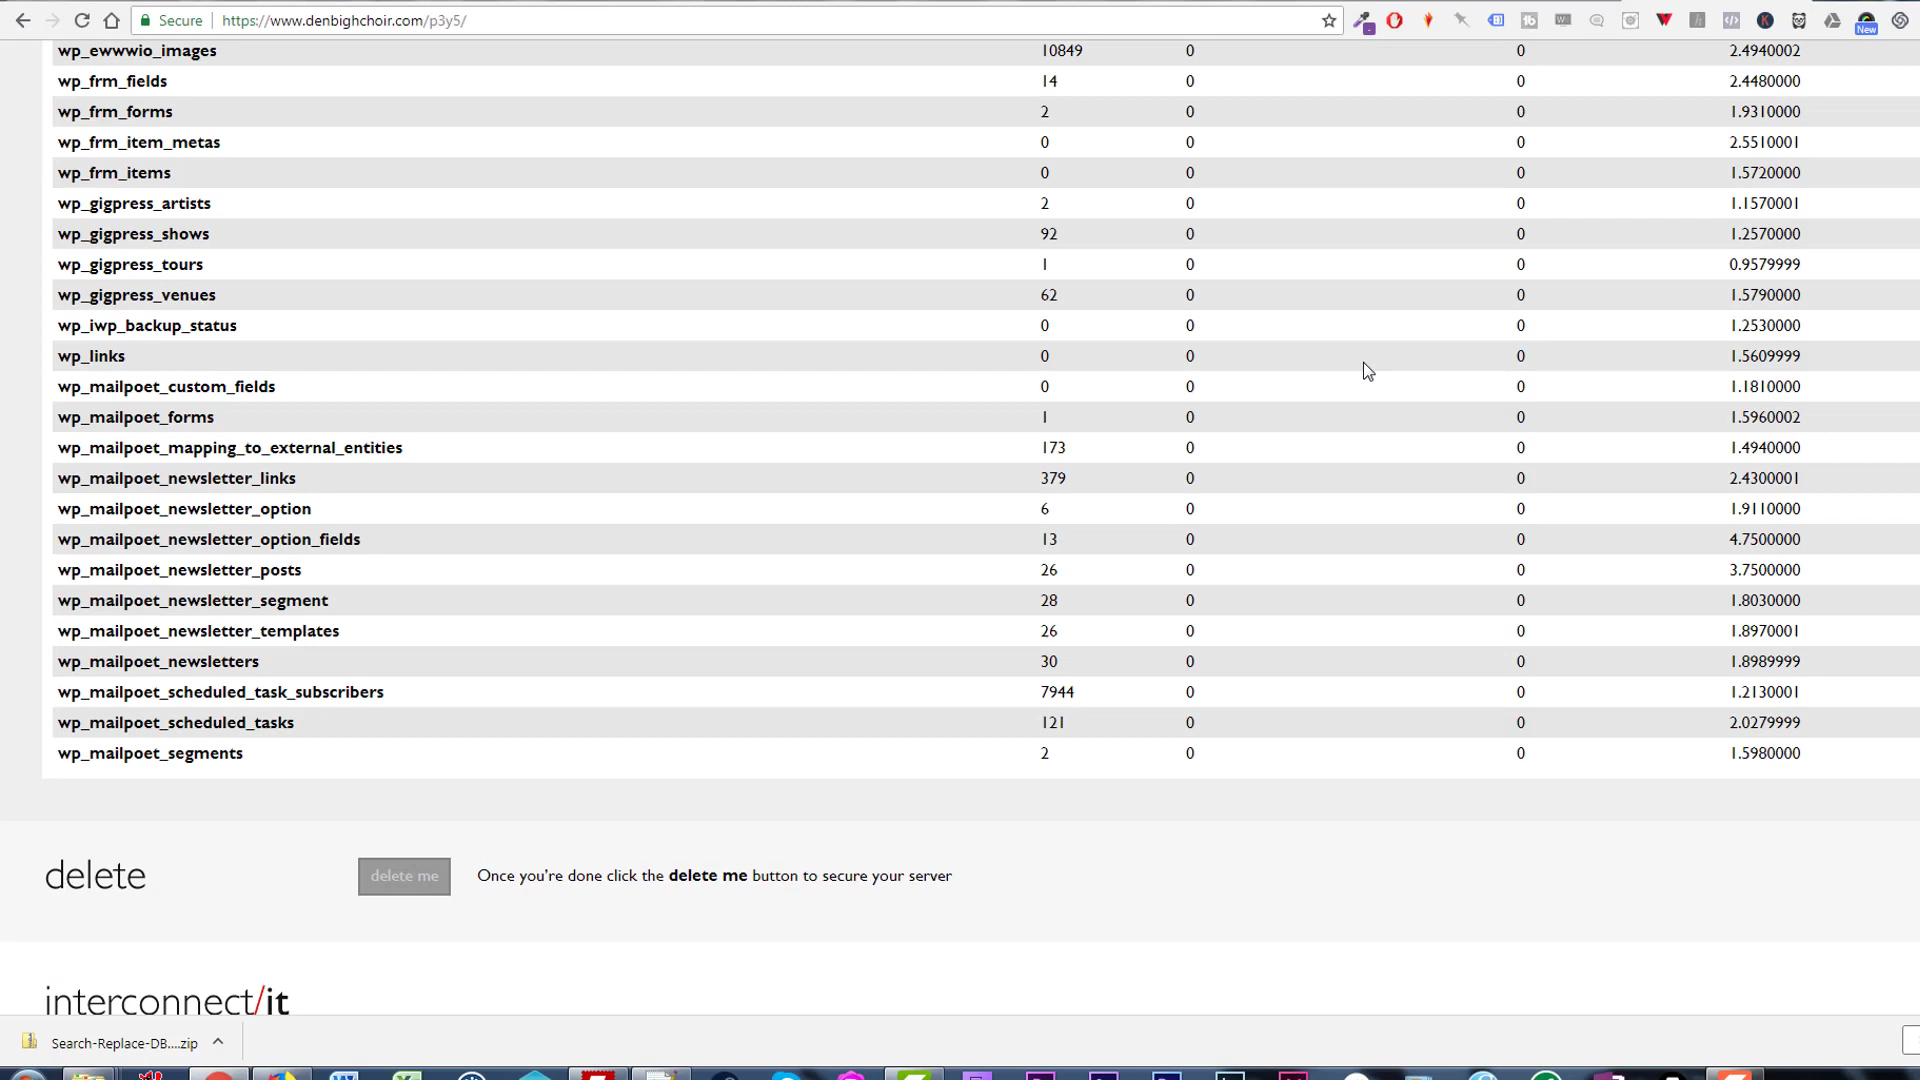 Secure https://www.denbighchoir.com/p3y5/
New
wp_ewwwio_images 10849 0 0 2.4940002
wp_frm_fields 14 0 0 2.4480000
wp_frm_forms 2 0 0 1.9310000
wp_frm_item_metas 0 0 0 2.5510001
wp_frm_items 0 0 0 1.5720000
wp_gigpress_artists 2 0 0 1.1570001
wp_gigpress_shows 92 0 0 1.2570000
wp_gigpress_tours 1 0 0 0.9579999
wp_gigpress_venues 62 0 0 1.5790000
wp_iwp_backup_status 0 0 0 1.2530000
wp_links 0 0 0 1.5609999
wp_mailpoet_custom_fields 0 0 0 1.1810000
wp_mailpoet_forms 1 0 0 1.5960002
wp_mailpoet_mapping_to_external_entities 173 0 0 1.4940000
wp_mailpoet_newsletter_links 379 0 0 2.4300001
wp_mailpoet_newsletter_option 6 0 0 1.9110000
wp_mailpoet_newsletter_option_fields 13 0 0 4.7500000
wp_mailpoet_newsletter_posts 26 0 0 3.7500000
wp_mailpoet_newsletter_segment 28 0 0 1.8030000
wp_mailpoet_newsletter_templates 26 0 0 1.8970001
wp_mailpoet_newsletters 30 0 0 1.8989999
wp_mailpoet_scheduled_task_subscribers 7944 0 0 1.2130001
wp_mailpoet_scheduled_tasks 121 0 0 2.0279999
wp_mailpoet_segments 2 0 0 1.5980000
delete delete me Once you're done click the delete me button to secure your server
interconnect/it
Search-Replace-DB....zip